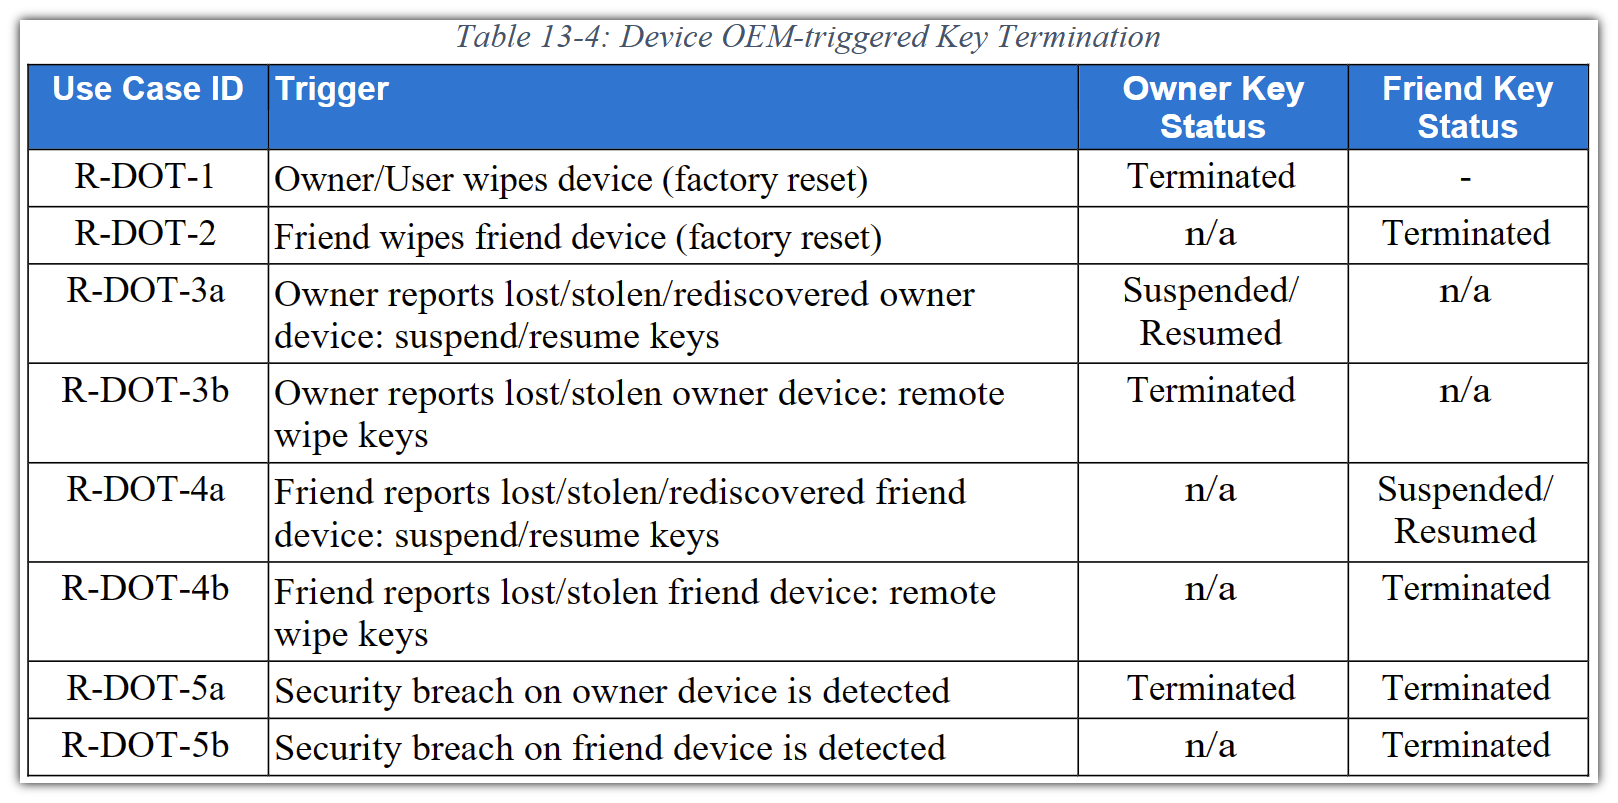 Table 13-4: Device OEM-triggered Key Termination
Use Case ID Trigger Owner Key Status Friend Key Status
R-DOT-1 Owner/User wipes device (factory reset) Terminated -
R-DOT-2 Friend wipes friend device (factory reset) n/a Terminated
R-DOT-3a Owner reports lost/stolen/rediscovered owner device: suspend/resume keys Suspended/ Resumed n/a
R-DOT-3b Owner reports lost/stolen owner device: remote wipe keys Terminated n/a
R-DOT-4a Friend reports lost/stolen/rediscovered friend device: suspend/resume keys n/a Suspended/ Resumed
R-DOT-4b Friend reports lost/stolen friend device: remote wipe keys n/a Terminated
R-DOT-5a Security breach on owner device is detected Terminated Terminated
R-DOT-5b Security breach on friend device is detected n/a Terminated